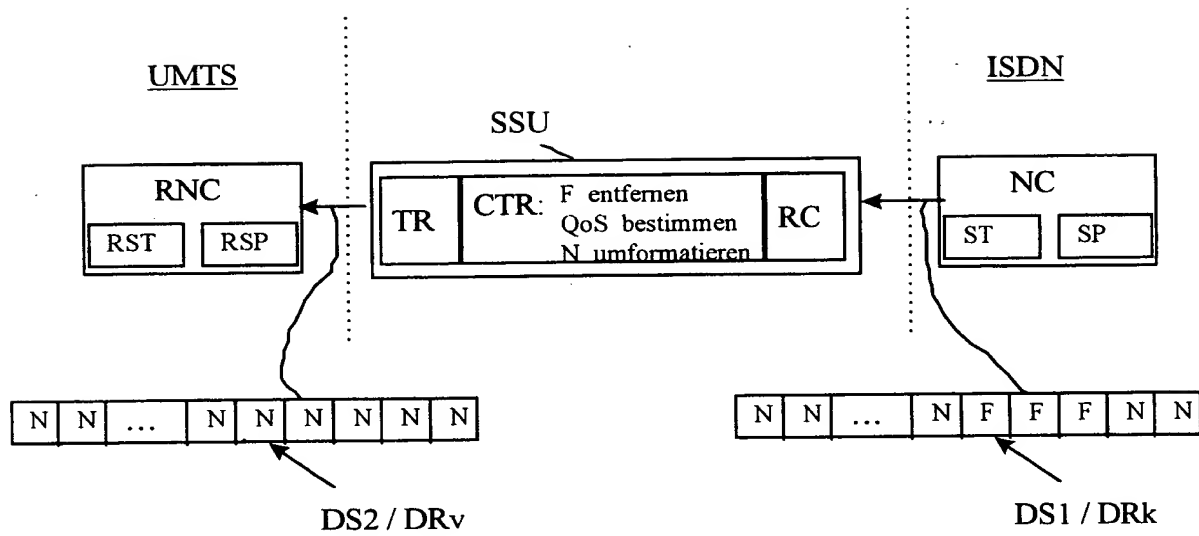 UMTS
ISDN
SSU
RNC
RST
RSP
TR
CTR: F entfernen
QoS bestimmen
N umformatieren
RC
NC
ST
SP
N N ... N N N N N N
N N ... N F F F N N
DS2 / DRv
DS1 / DRk